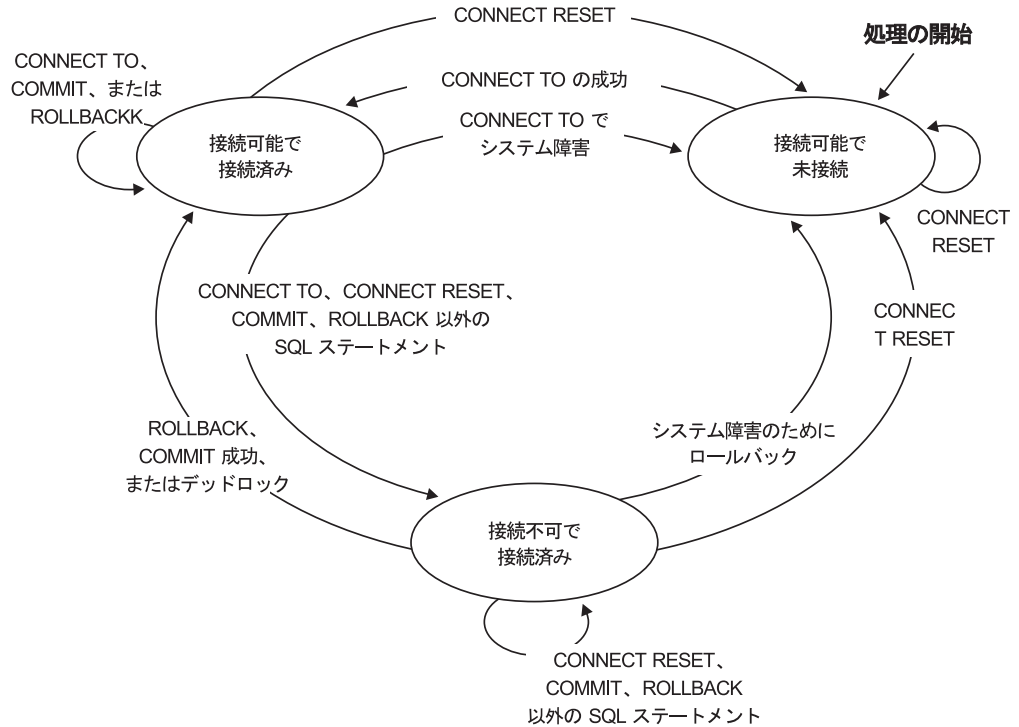 CONNECT RESET
処理の開始
CONNECT TO、
COMMIT、または
ROLLBACKK
CONNECT TO の成功
CONNECT TO で
システム障害
接続可能で
接続済み
接続可能で
未接続
CONNECT
RESET
CONNECT TO、CONNECT RESET、
COMMIT、ROLLBACK 以外の
SQL ステートメント
CONNEC
T RESET
ROLLBACK、
COMMIT 成功、
またはデッドロック
システム障害のために
ロールバック
接続不可で
接続済み
CONNECT RESET、
COMMIT、ROLLBACK
以外の SQL ステートメント